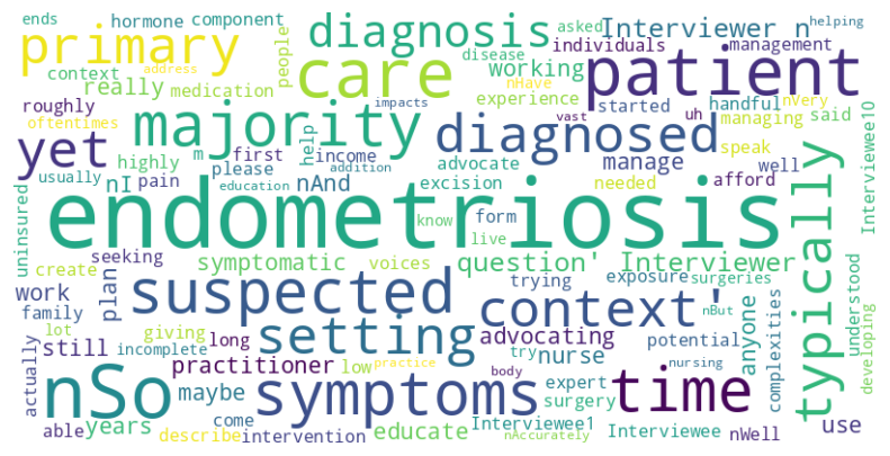 ends hormone component
primary diagnosis Interviewer n helping
asked
context address people individuals management
really medication care disease working patient
roughly impacts experience nHave started handful nVery
oftentimes majority diagnosed uh managing said
yet highly m first help income vast speak
usually pain please addition advocate manage well
nI education nAnd excision needed afford
uninsured endometriosis know form typically Interviewee10
live
seeking symptomatic voices question' Interviewer
create plan suspected trying exposure surgeries
work context' nBut anyone understood
family lot giving long setting advocating potential complexities
still incomplete try nurse developing
actually practitioner low practice nursing
nSo maybe symptoms body expert time
come surgery
able years educate Interviewee1 use
describe intervention nAccurately Interviewee nWell